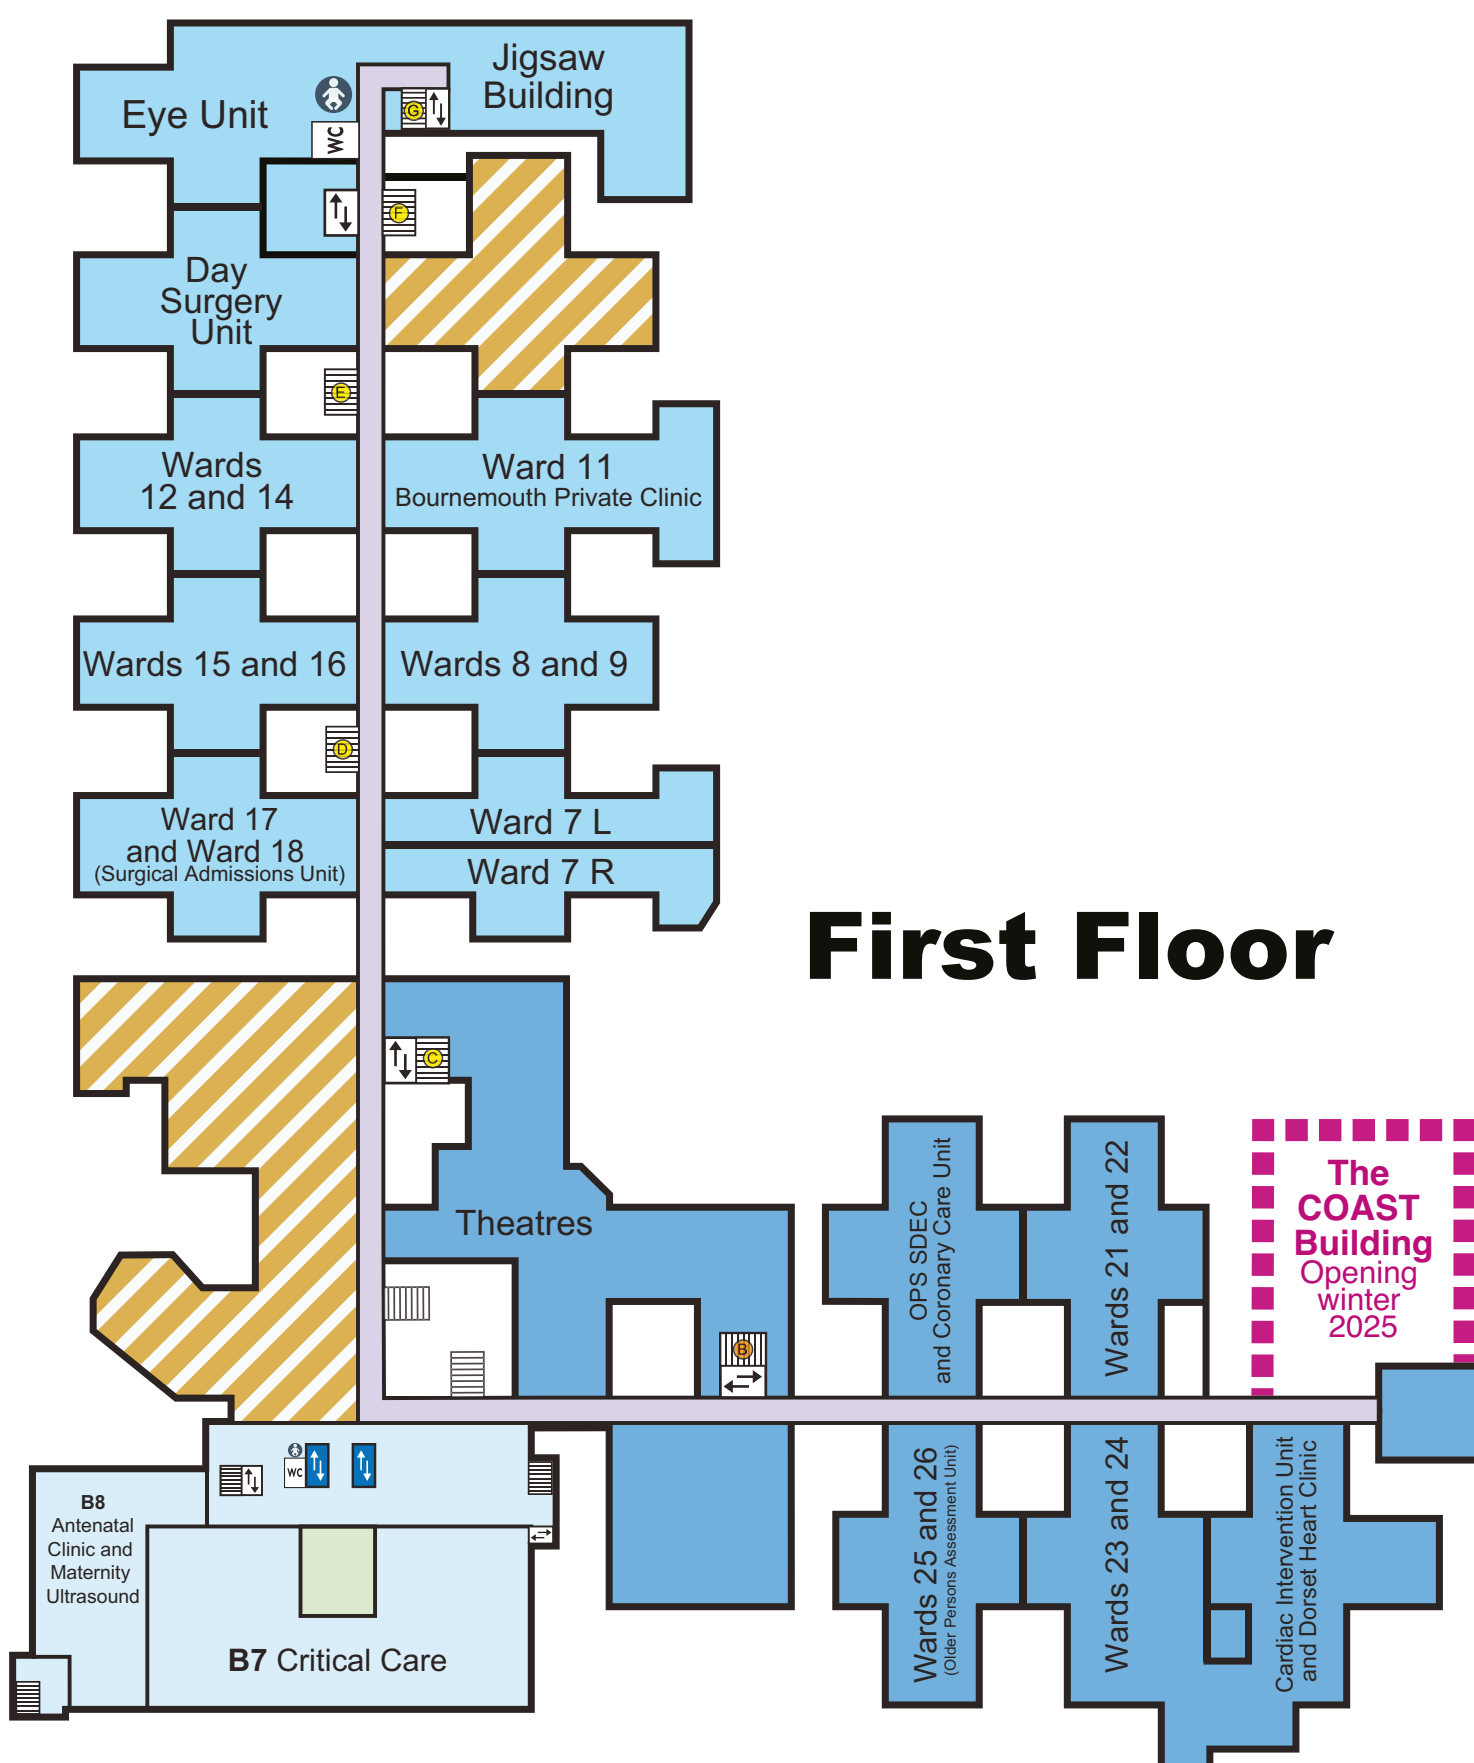 Jigsaw
Building
Eye Unit
WC
G
F
Day
Surgery
Unit
E
Wards
12 and 14
Ward 11
Bournemouth Private Clinic
Wards 15 and 16
Wards 8 and 9
D
Ward 17
and Ward 18
(Surgical Admissions Unit)
Ward 7 L
Ward 7 R
First Floor
C
Theatres
B
OPS SDEC
and Coronary Care Unit
Wards 21 and 22
The
COAST
Building
Opening
winter
2025
WC
B8
Antenatal
Clinic and
Maternity
Ultrasound
B7 Critical Care
Wards 25 and 26
(Older Persons Assessment Unit)
Wards 23 and 24
Cardiac Intervention Unit
and Dorset Heart Clinic